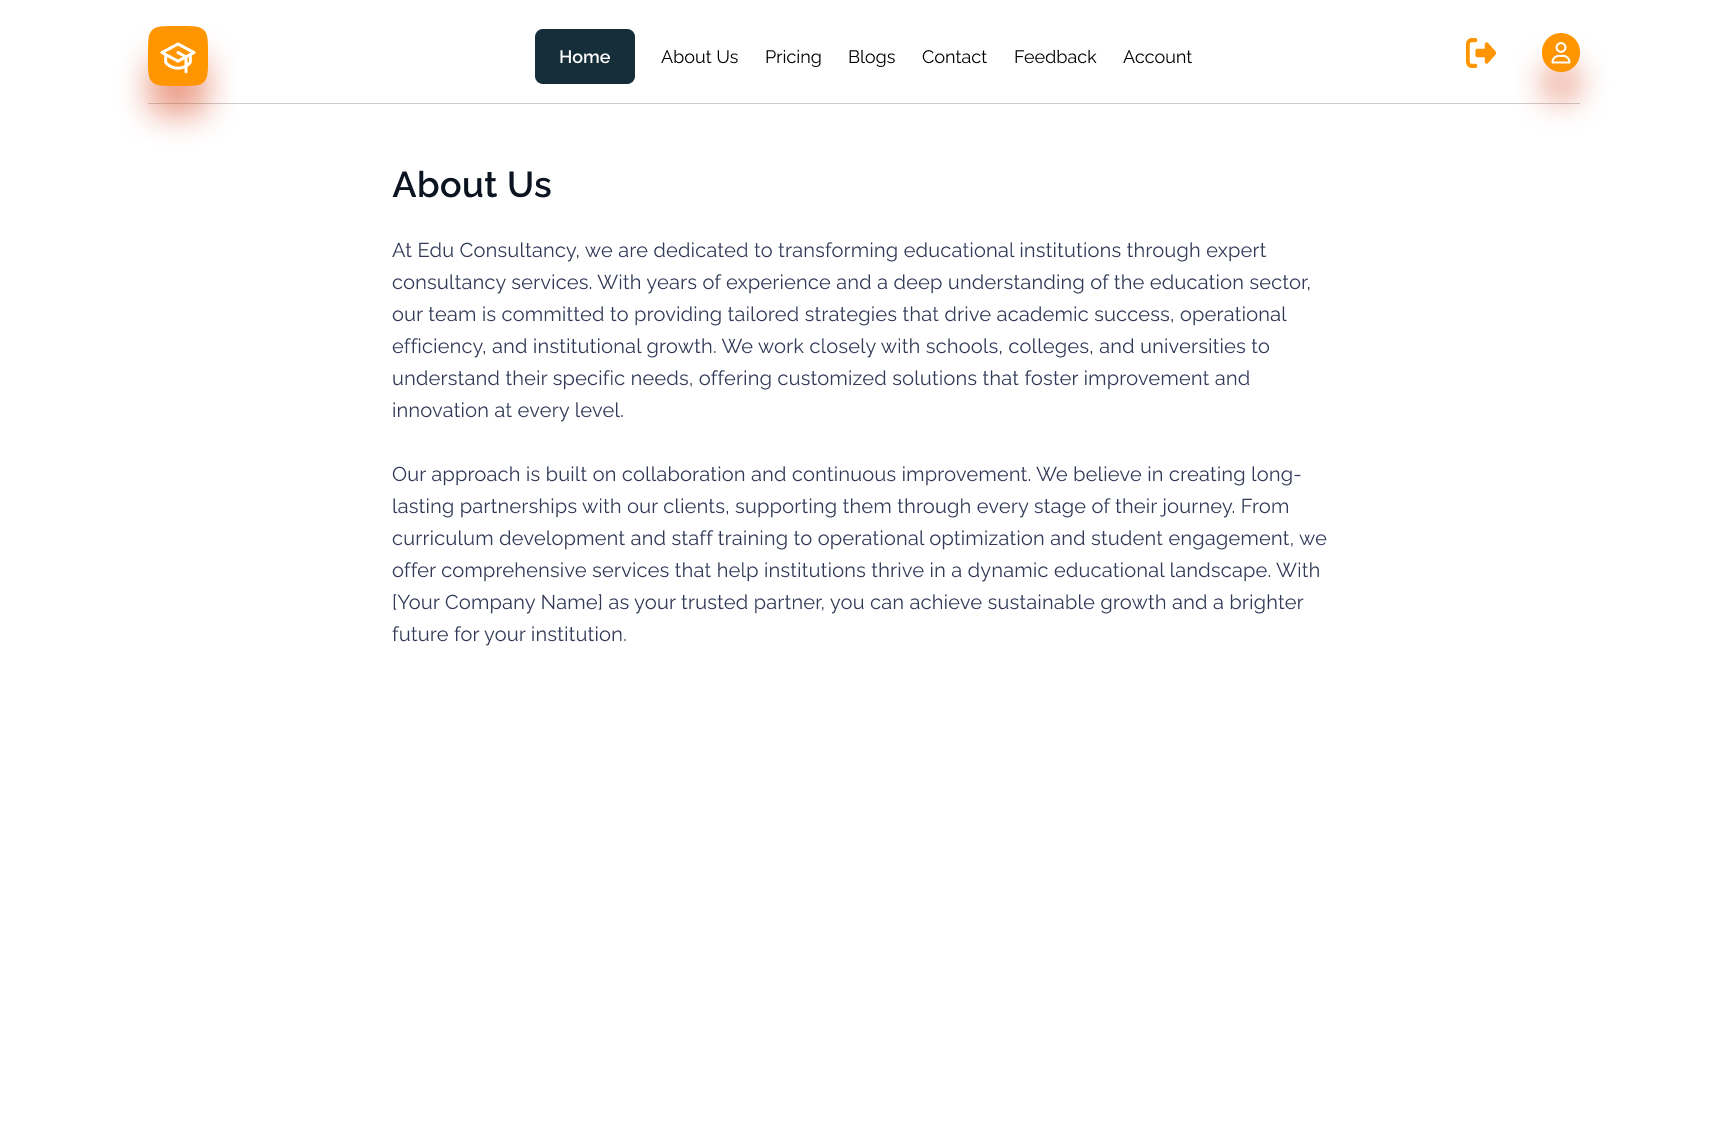 Home
About Us
Pricing
Blogs
Contact
Feedback
Account
About Us
At Edu Consultancy, we are dedicated to transforming educational institutions through expert
consultancy services. With years of experience and a deep understanding of the education sector,
our team is committed to providing tailored strategies that drive academic success, operational
efficiency, and institutional growth. We work closely with schools, colleges, and universities to
understand their specific needs, offering customized solutions that foster improvement and
innovation at every level.
Our approach is built on collaboration and continuous improvement. We believe in creating long-
lasting partnerships with our clients, supporting them through every stage of their journey. From
curriculum development and staff training to operational optimization and student engagement, we
offer comprehensive services that help institutions thrive in a dynamic educational landscape. With
[Your Company Name] as your trusted partner, you can achieve sustainable growth and a brighter
future for your institution.